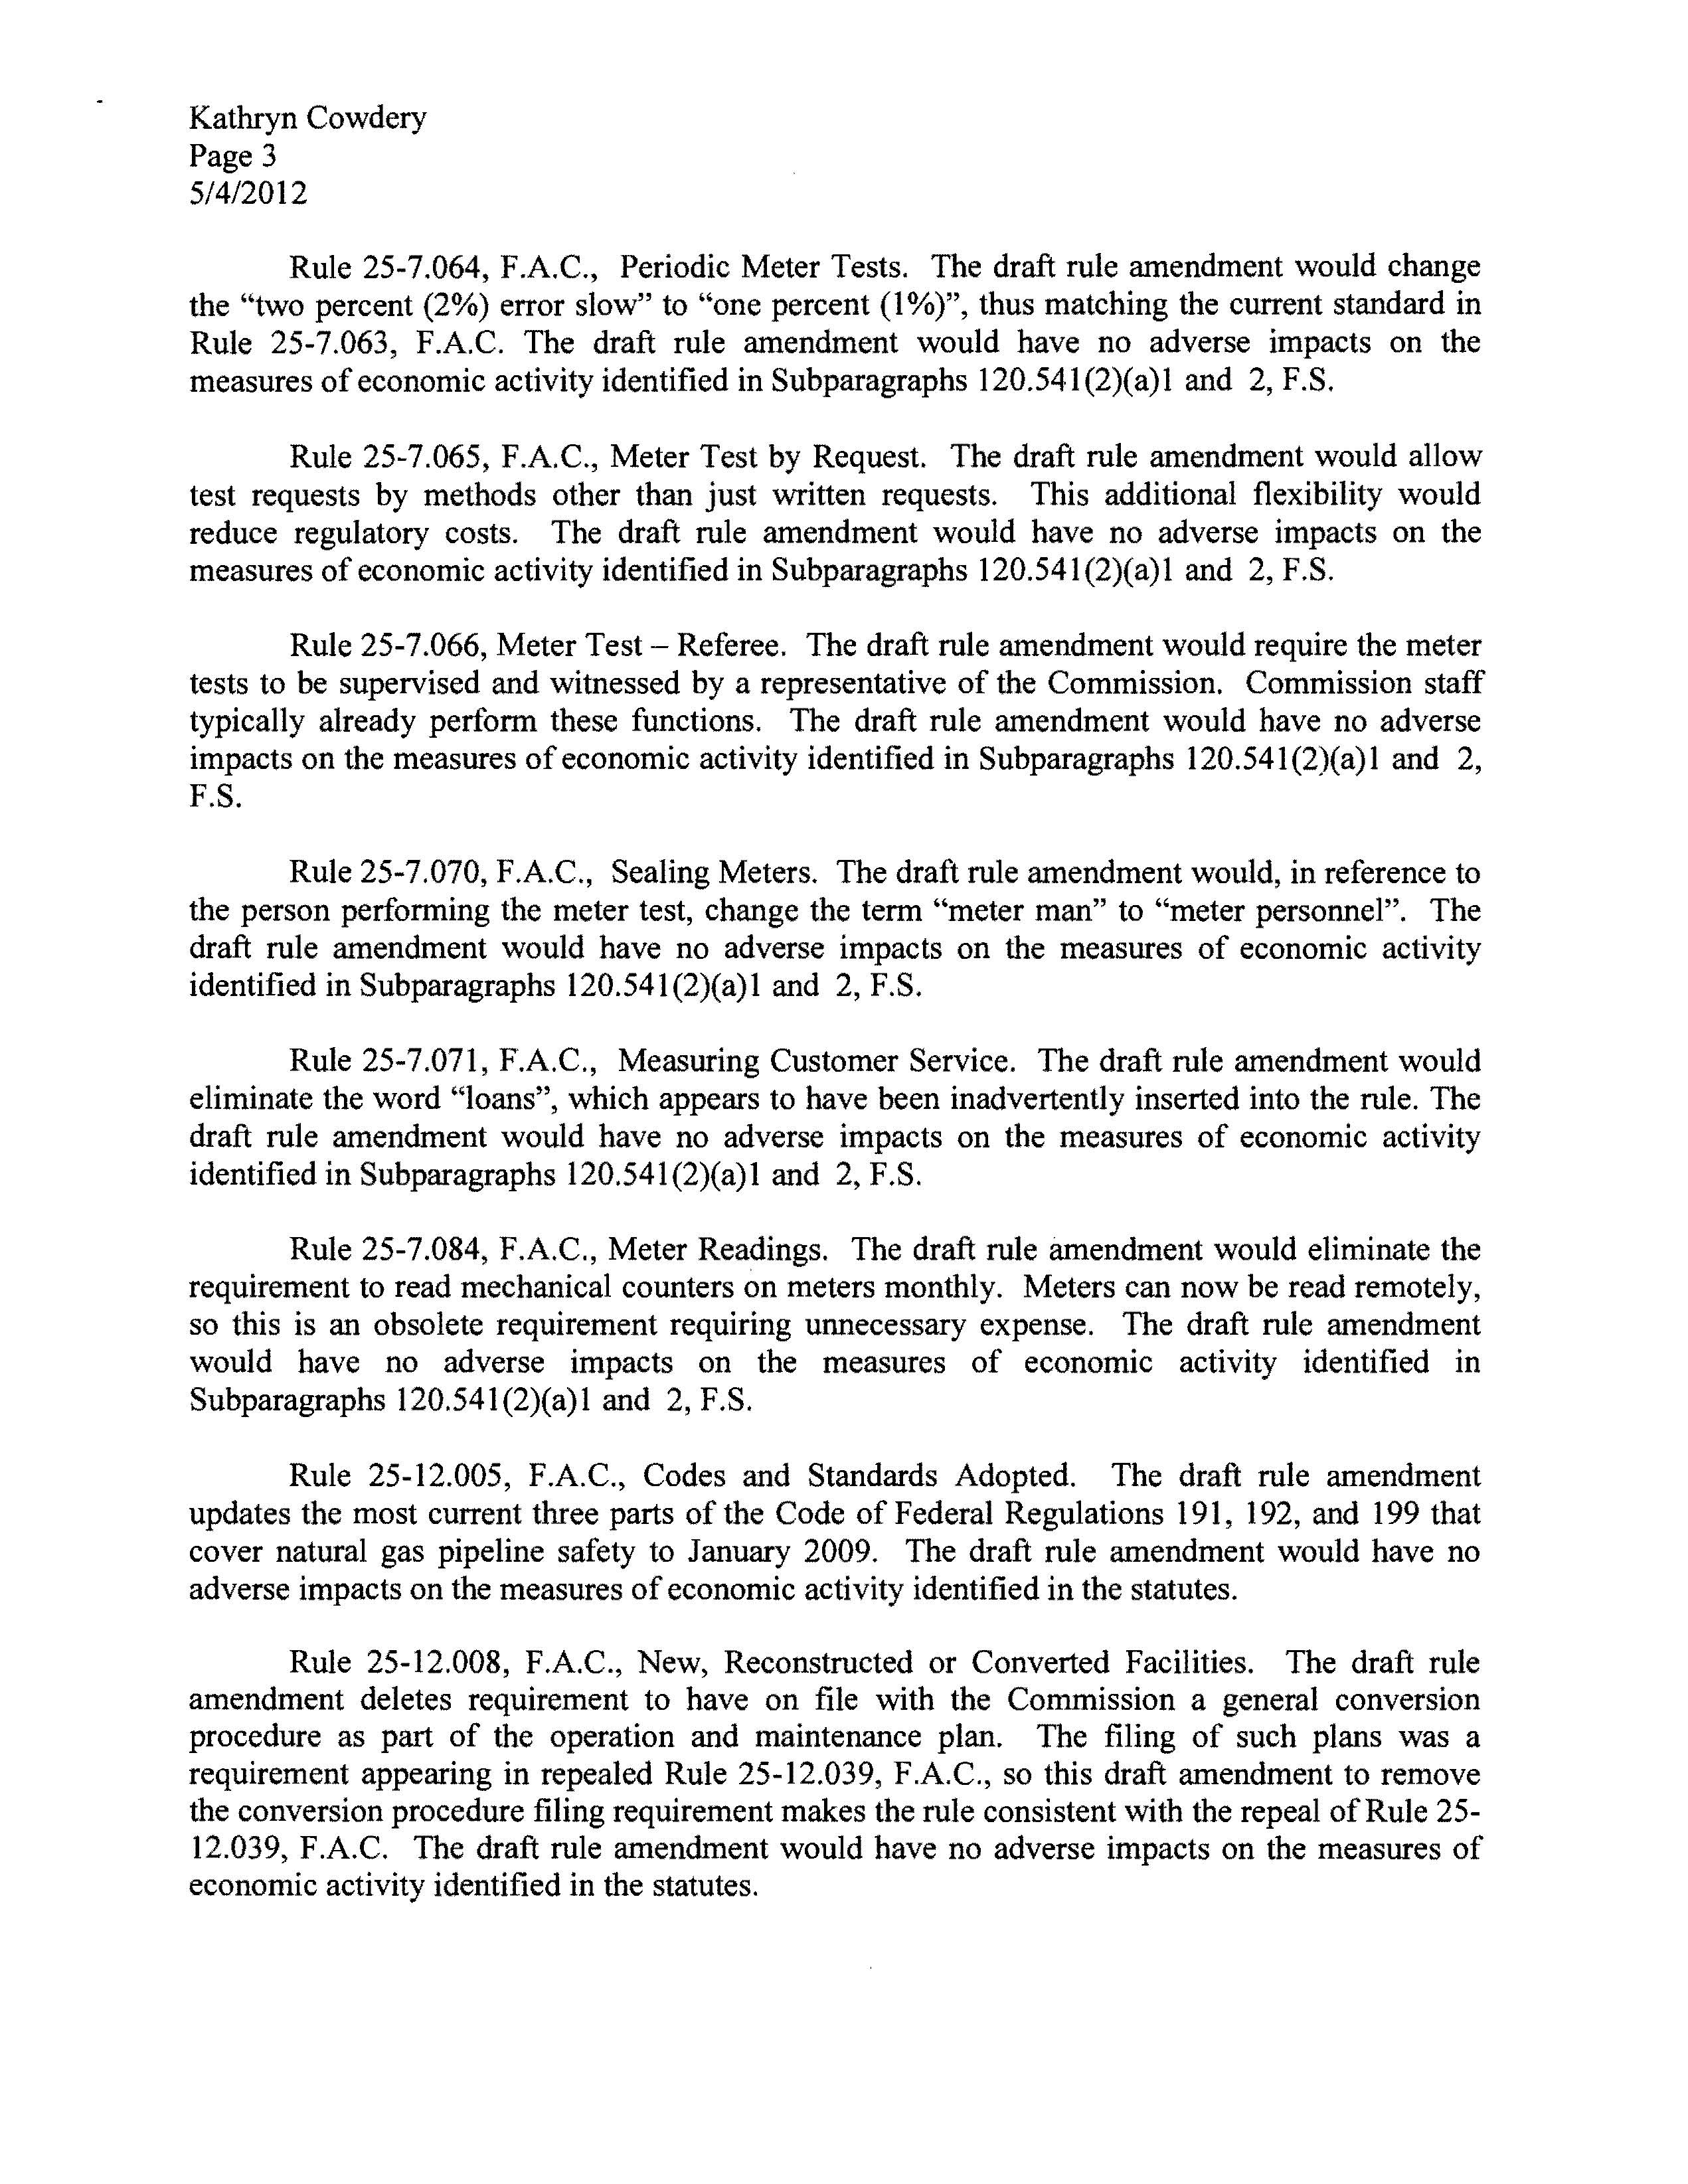 Kathryn Cowdery
Page 3
5/4/2012
Rule 25-7.064, F.A.C., Periodic Meter Tests. The draft rule amendment would change
the “two percent (2%) error slow” to “one percent (1%)”, thus matching the current standard in
Rule 25-7.063, F.A.C. The draft rule amendment would have no adverse impacts on the
measures of economic activity identified in Subparagraphs 120.541(2)(a)1 and 2, F.S.
Rule 25-7.065, F.A.C., Meter Test by Request. The draft rule amendment would allow
test requests by methods other than just written requests. This additional flexibility would
reduce regulatory costs. The draft rule amendment would have no adverse impacts on the
measures of economic activity identified in Subparagraphs 120.541(2)(a)1 and 2, F.S.
Rule 25-7.066, Meter Test – Referee. The draft rule amendment would require the meter
tests to be supervised and witnessed by a representative of the Commission. Commission staff
typically already perform these functions. The draft rule amendment would have no adverse
impacts on the measures of economic activity identified in Subparagraphs 120.541(2)(a)1 and 2,
F.S.
Rule 25-7.070, F.A.C., Sealing Meters. The draft rule amendment would, in reference to
the person performing the meter test, change the term “meter man” to “meter personnel”. The
draft rule amendment would have no adverse impacts on the measures of economic activity
identified in Subparagraphs 120.541(2)(a)1 and 2, F.S.
Rule 25-7.071, F.A.C., Measuring Customer Service. The draft rule amendment would
eliminate the word “loans”, which appears to have been inadvertently inserted into the rule. The
draft rule amendment would have no adverse impacts on the measures of economic activity
identified in Subparagraphs 120.541(2)(a)1 and 2, F.S.
Rule 25-7.084, F.A.C., Meter Readings. The draft rule amendment would eliminate the
requirement to read mechanical counters on meters monthly. Meters can now be read remotely,
so this is an obsolete requirement requiring unnecessary expense. The draft rule amendment
would have no adverse impacts on the measures of economic activity identified in
Subparagraphs 120.541(2)(a)1 and 2, F.S.
Rule 25-12.005, F.A.C., Codes and Standards Adopted. The draft rule amendment
updates the most current three parts of the Code of Federal Regulations 191, 192, and 199 that
cover natural gas pipeline safety to January 2009. The draft rule amendment would have no
adverse impacts on the measures of economic activity identified in the statutes.
Rule 25-12.008, F.A.C., New, Reconstructed or Converted Facilities. The draft rule
amendment deletes requirement to have on file with the Commission a general conversion
procedure as part of the operation and maintenance plan. The filing of such plans was a
requirement appearing in repealed Rule 25-12.039, F.A.C., so this draft amendment to remove
the conversion procedure filing requirement makes the rule consistent with the repeal of Rule 25-
12.039, F.A.C. The draft rule amendment would have no adverse impacts on the measures of
economic activity identified in the statutes.